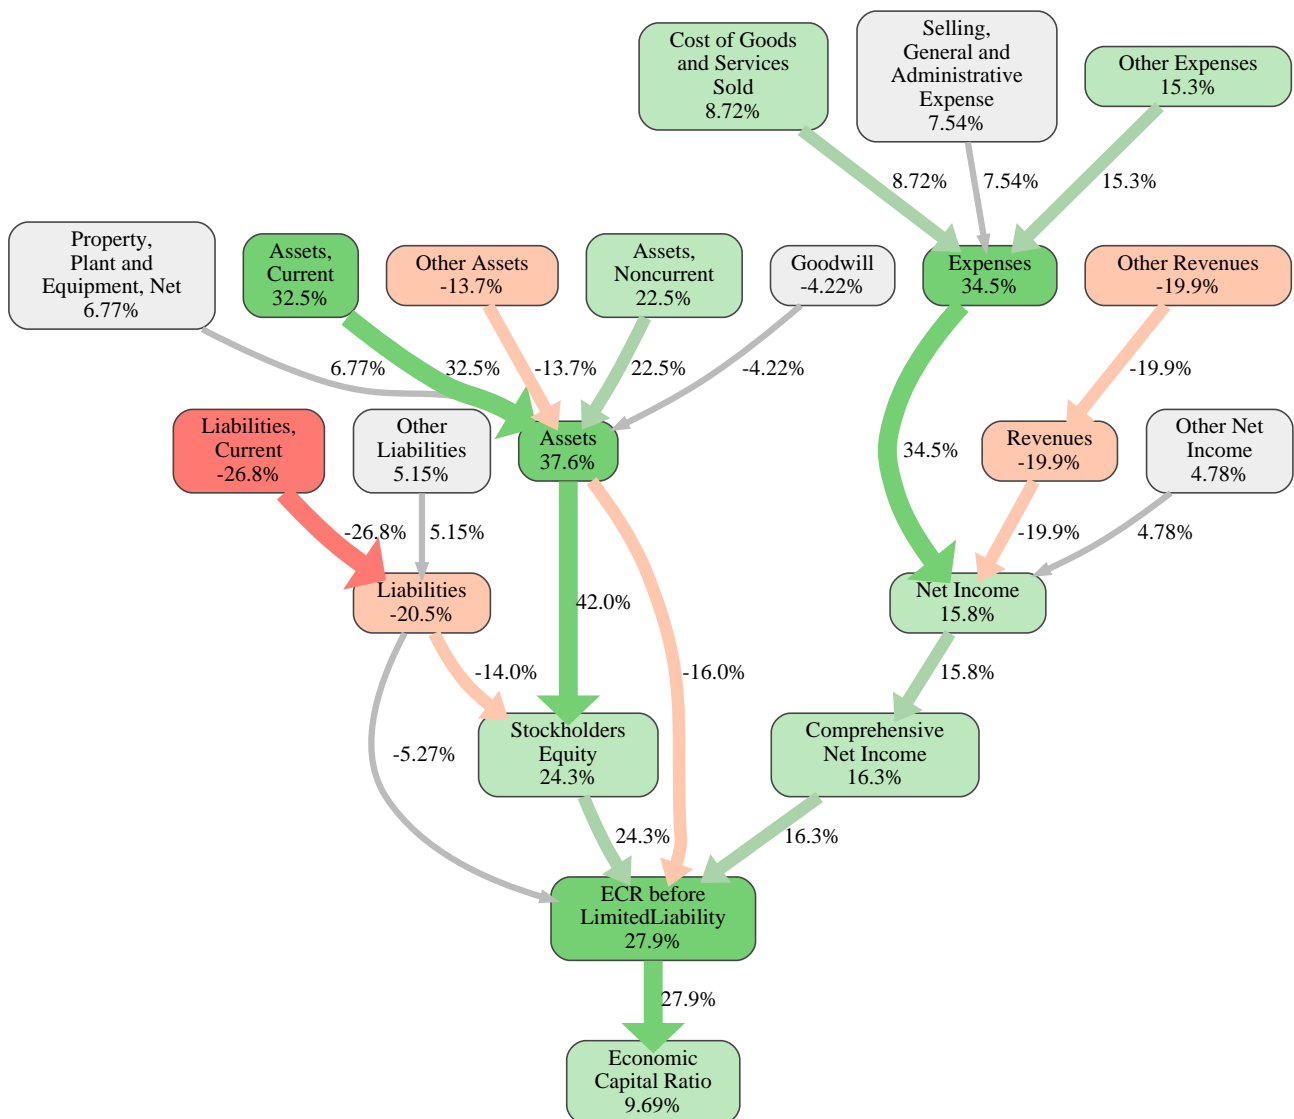 Cost of Goods
and Services
Sold
8.72%
Selling,
General and
Administrative
Expense
7.54%
Other Expenses
15.3%
8.72%
7.54%
15.3%
Property,
Plant and
Equipment, Net
6.77%
Assets,
Current
32.5%
Other Assets
-13.7%
Assets,
Noncurrent
22.5%
Goodwill
-4.22%
Expenses
34.5%
Other Revenues
-19.9%
6.77%
32.5%
-13.7%
22.5%
-4.22%
-19.9%
Liabilities,
Current
-26.8%
Other
Liabilities
5.15%
Assets
37.6%
34.5%
Revenues
-19.9%
Other Net
Income
4.78%
-26.8%
5.15%
-19.9%
4.78%
Liabilities
-20.5%
42.0%
Net Income
15.8%
-14.0%
-16.0%
15.8%
Stockholders
Equity
24.3%
Comprehensive
Net Income
16.3%
-5.27%
24.3%
16.3%
ECR before
LimitedLiability
27.9%
27.9%
Economic
Capital Ratio
9.69%